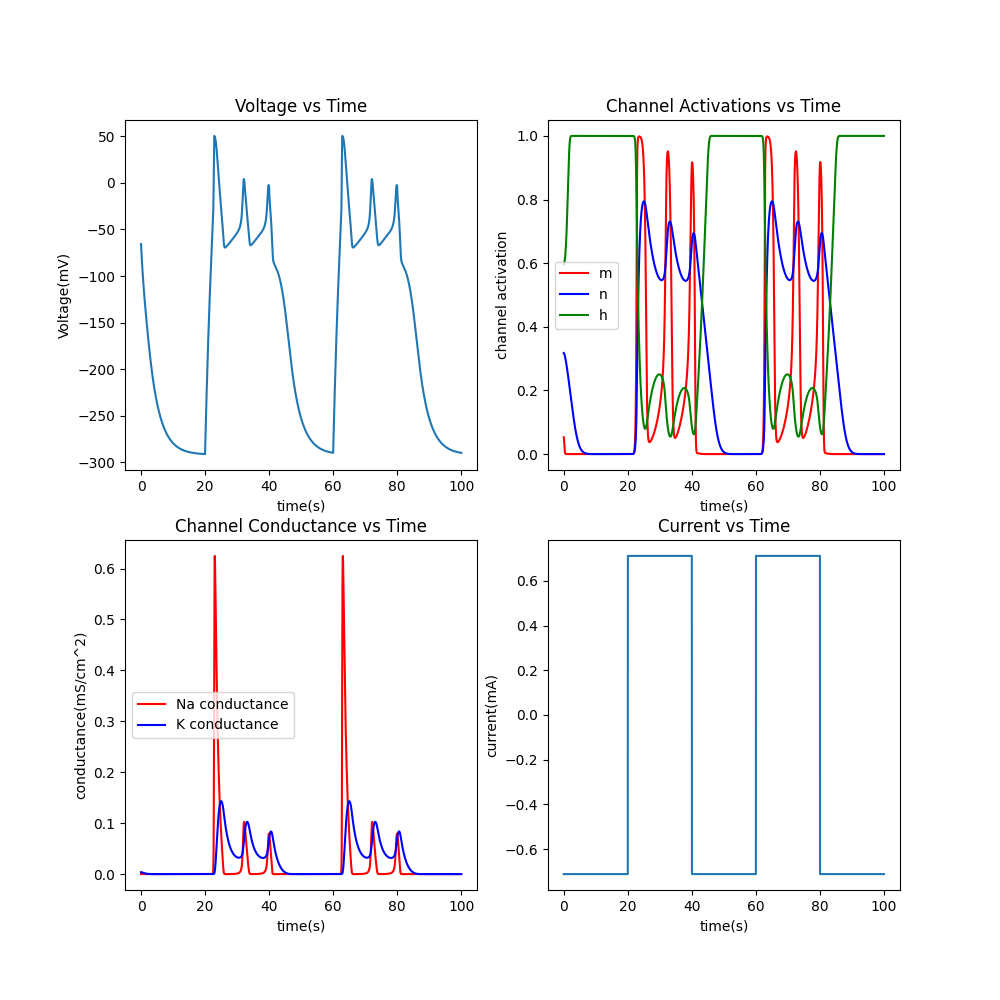 Voltage vs Time
Voltage(mV)
50
0
−50
−100
−150
−200
−250
−300
0 20 40 60 80 100
time(s)
Channel Activations vs Time
channel activation
1.0
0.8
0.6
0.4
0.2
0.0
m
n
h
0 20 40 60 80 100
time(s)
Channel Conductance vs Time
conductance(mS/cm^2)
0.6
0.5
0.4
0.3
0.2
0.1
0.0
Na conductance
K conductance
0 20 40 60 80 100
time(s)
Current vs Time
current(mA)
0.6
0.4
0.2
0.0
−0.2
−0.4
−0.6
0 20 40 60 80 100
time(s)